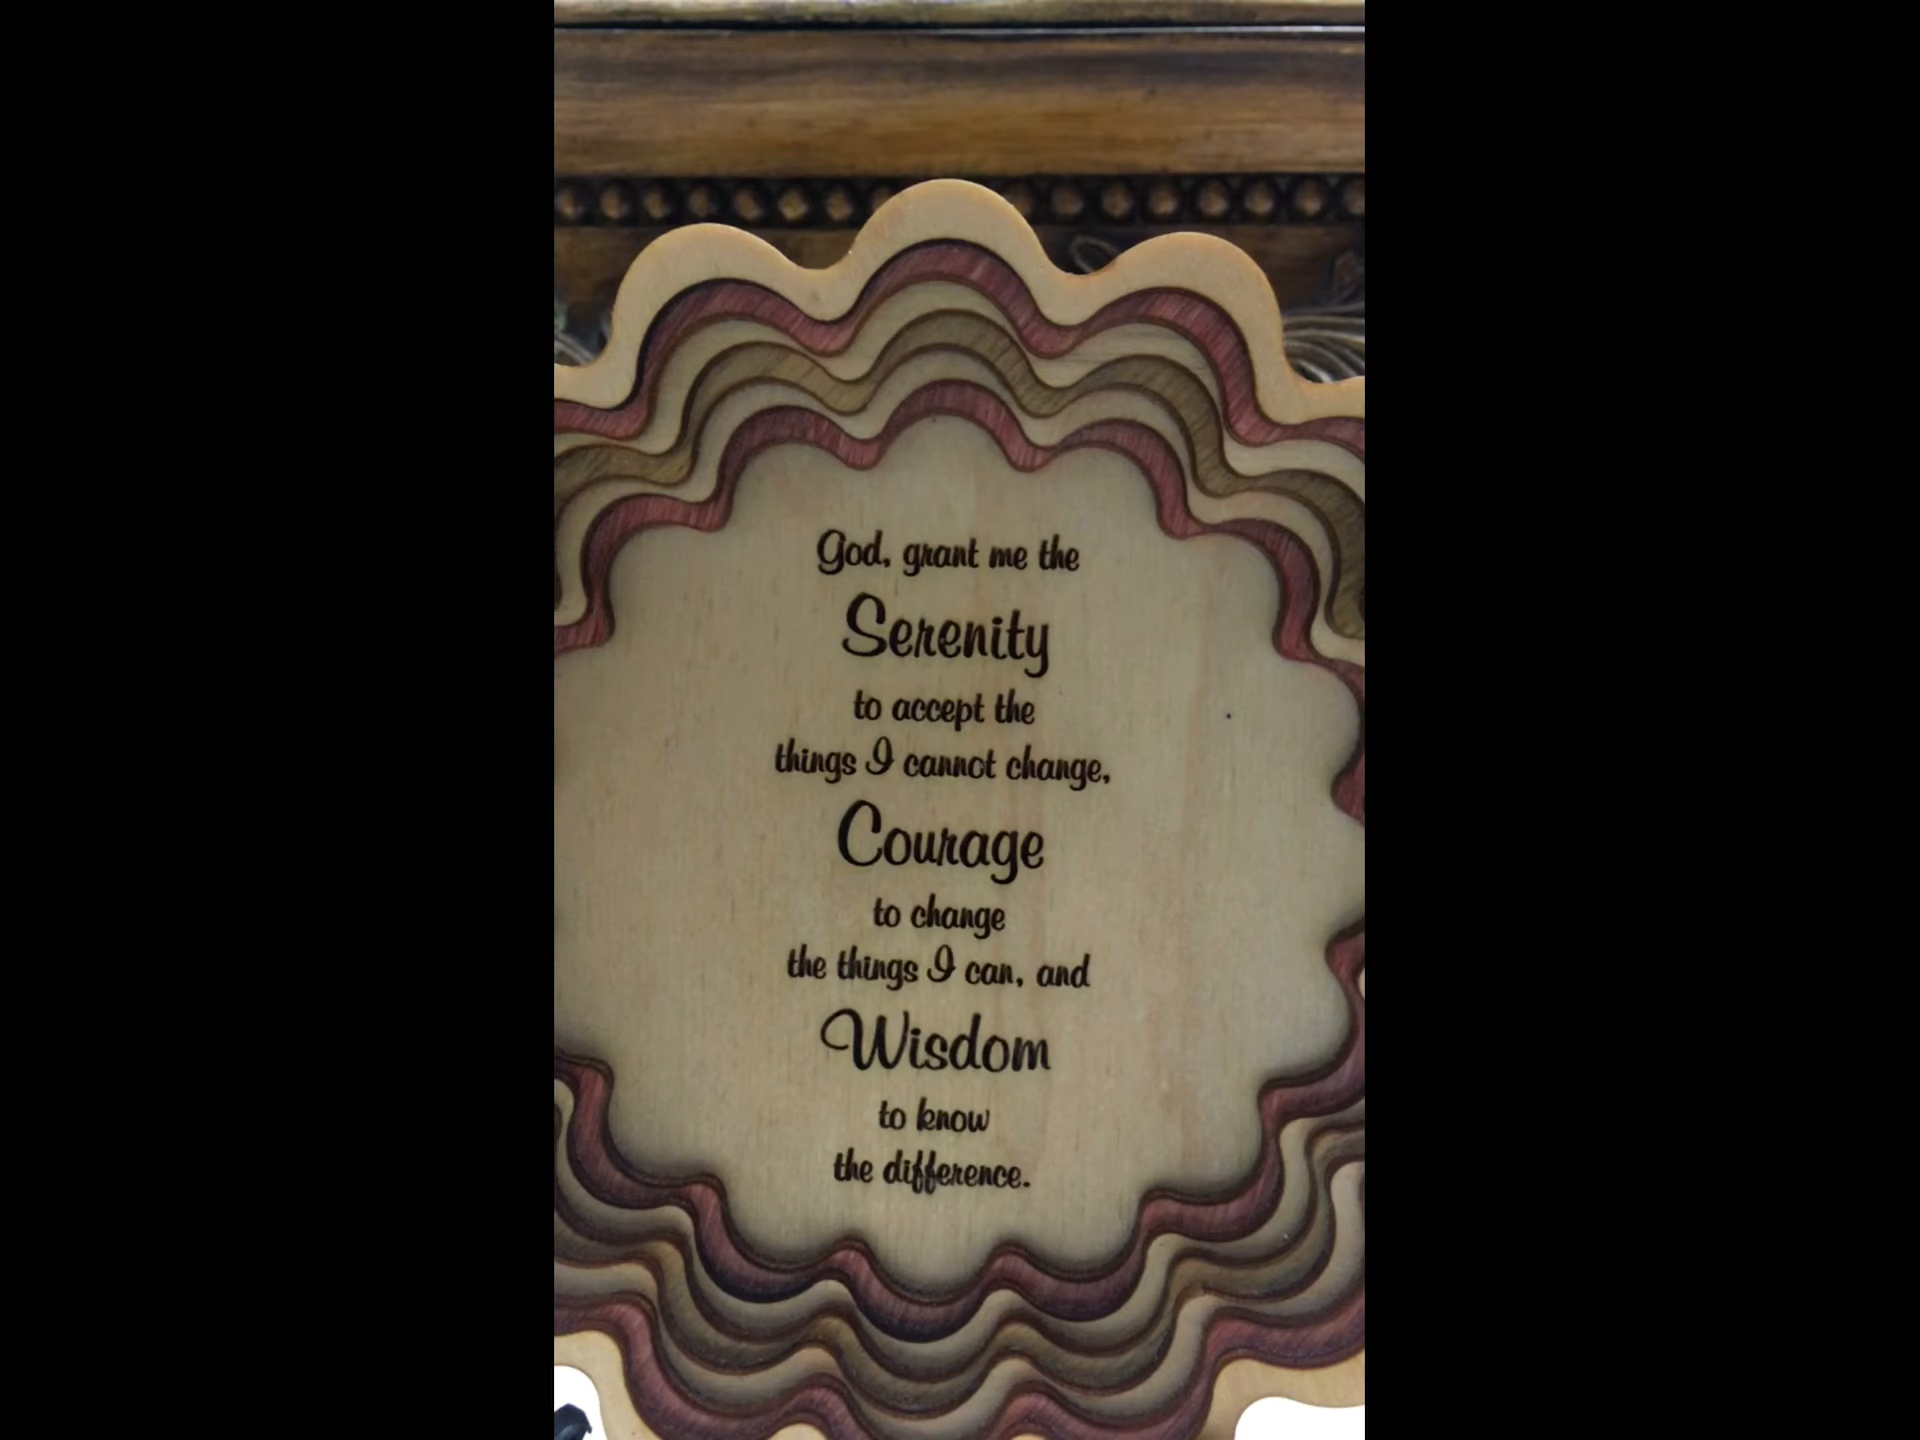 God, grant me the
Serenity
to accept the
things I cannot change,
Courage
to change
the things I can, and
Wisdom
to know
the difference.